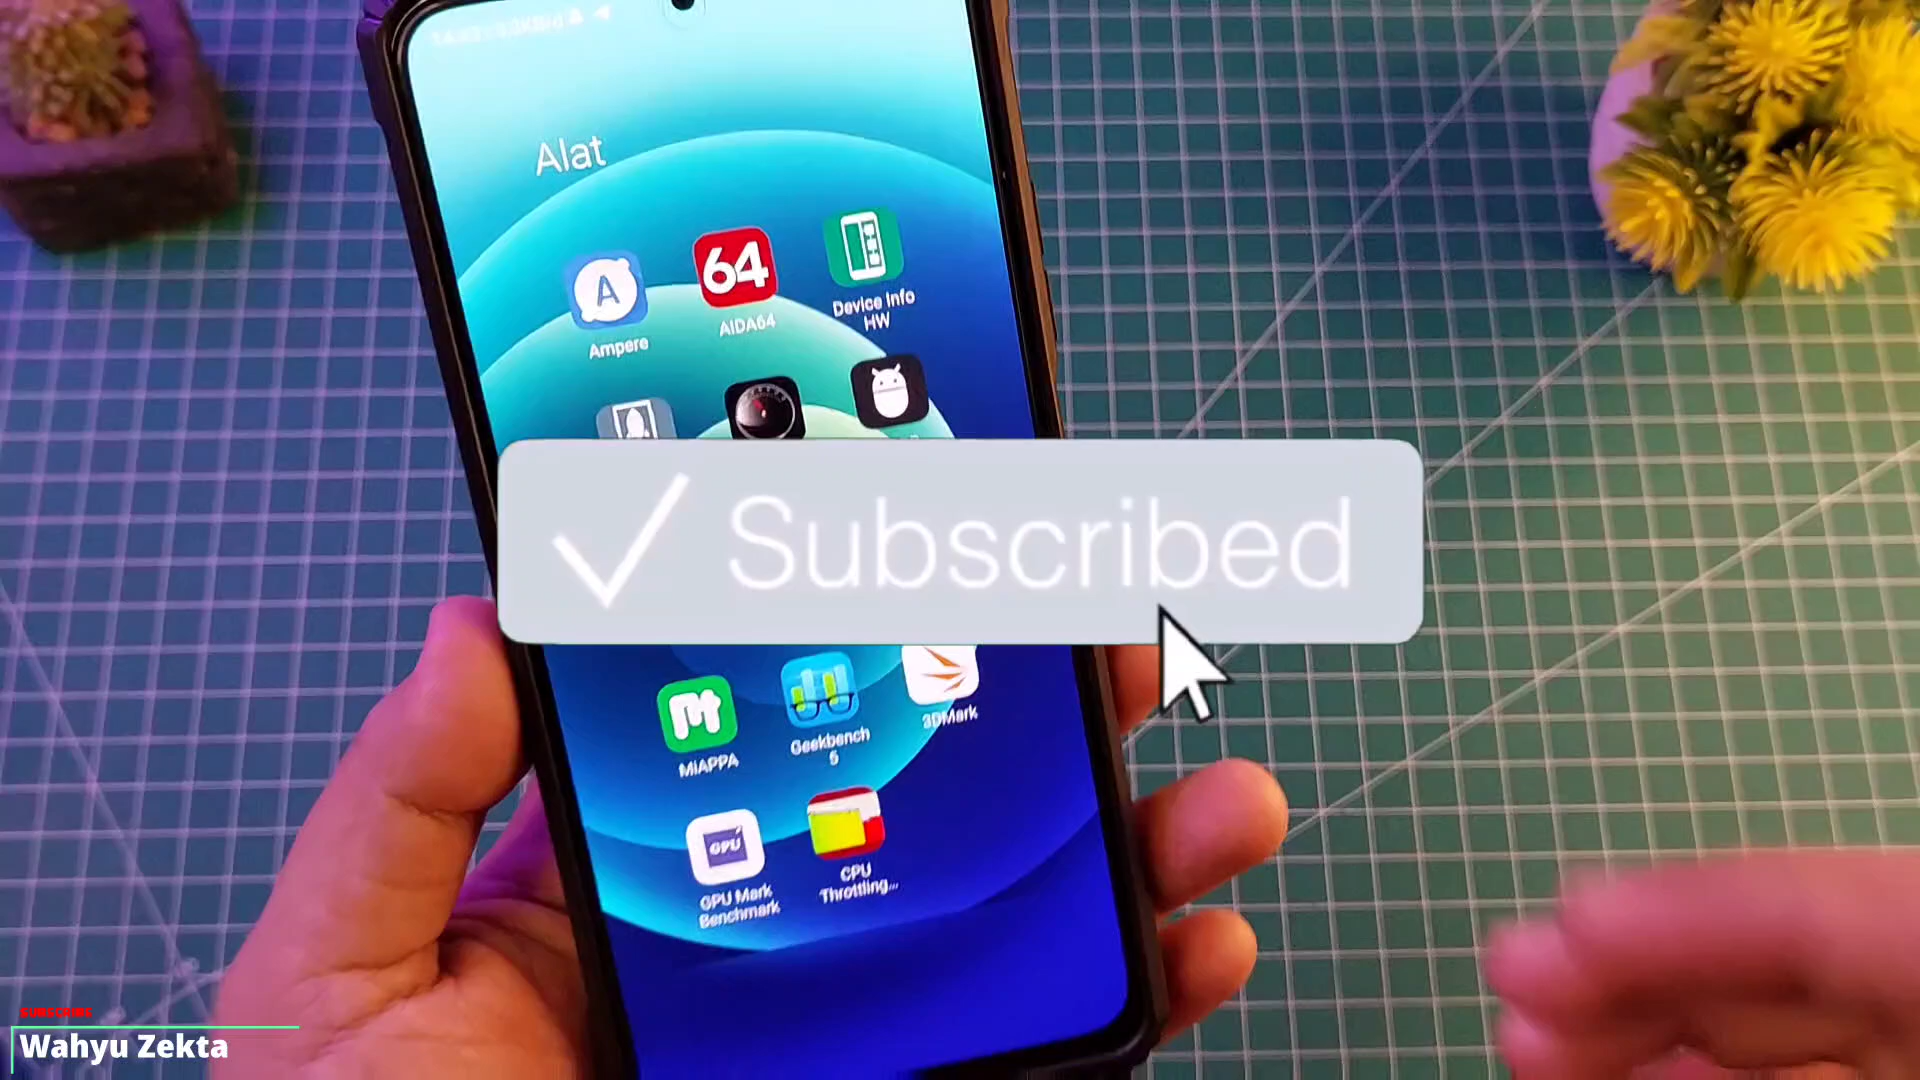 Alat
A
64
Ampere
AIDA64
Device Info
HW
Subscribed
MIAPPA
Geekbench
5
3DMark
GPU
GPU Mark
Benchmark
CPU
Throttling...
SUBSCRIBE
Wahyu Zekta